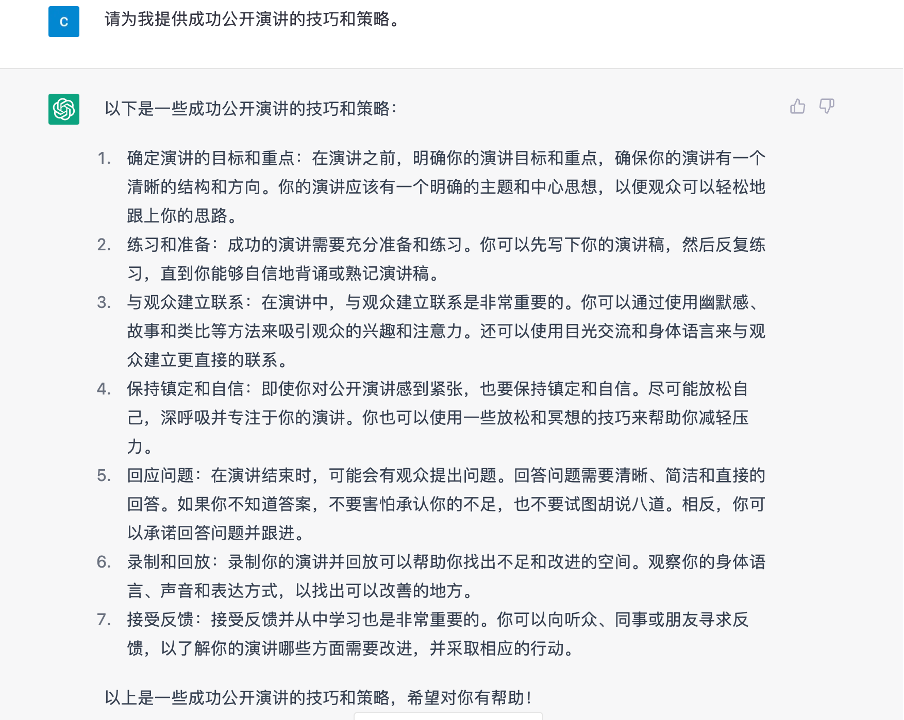 C
请为我提供成功公开演讲的技巧和策略。
以下是一些成功公开演讲的技巧和策略：
1. 确定演讲的目标和重点：在演讲之前，明确你的演讲目标和重点，确保你的演讲有一个
清晰的结构和方向。你的演讲应该有一个明确的主题和中心思想，以便观众可以轻松地
跟上你的思路。
2. 练习和准备：成功的演讲需要充分准备和练习。你可以先写下你的演讲稿，然后反复练
习，直到你能够自信地背诵或熟记演讲稿。
3. 与观众建立联系：在演讲中，与观众建立联系是非常重要的。你可以通过使用幽默感、
故事和类比等方法来吸引观众的兴趣和注意力。还可以使用目光交流和身体语言来与观
众建立更直接的联系。
4. 保持镇定和自信：即使你对公开演讲感到紧张，也要保持镇定和自信。尽可能放松自
己，深呼吸并专注于你的演讲。你也可以使用一些放松和冥想的技巧来帮助你减轻压
力。
5. 回应问题：在演讲结束时，可能会有观众提出问题。回答问题需要清晰、简洁和直接的
回答。如果你不知道答案，不要害怕承认你的不足，也不要试图胡说八道。相反，你可
以承诺回答问题并跟进。
6. 录制和回放：录制你的演讲并回放可以帮助你找出不足和改进的空间。观察你的身体语
言、声音和表达方式，以找出可以改善的地方。
7. 接受反馈：接受反馈并从中学习也是非常重要的。你可以向听众、同事或朋友寻求反
馈，以了解你的演讲哪些方面需要改进，并采取相应的行动。
以上是一些成功公开演讲的技巧和策略，希望对你有帮助！